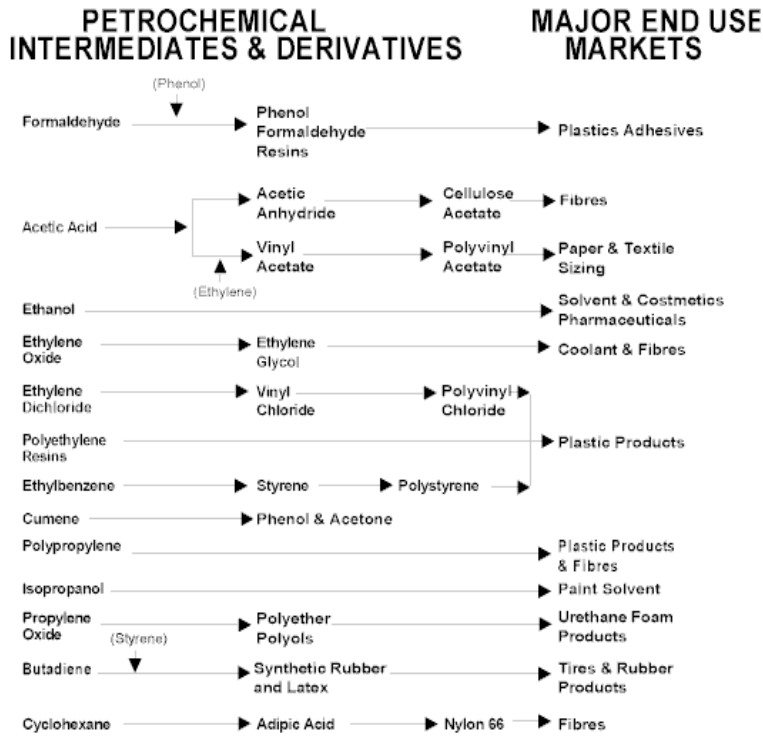 PETROCHEMICAL
INTERMEDIATES & DERIVATIVES
MAJOR END USE
MARKETS
(Phenol)
Formaldehyde
Phenol
Formaldehyde
Resins
Plastics Adhesives
Acetic Acid
Acetic
Anhydride
Cellulose
Acetate
Fibres
Vinyl
Acetate
Polyvinyl
Acetate
Paper & Textile
Sizing
(Ethylene)
Ethanol
Solvent & Costmetics
Pharmaceuticals
Ethylene
Oxide
Ethylene
Glycol
Coolant & Fibres
Ethylene
Dichloride
Vinyl
Chloride
Polyvinyl
Chloride
Polyethylene
Resins
Plastic Products
Ethylbenzene
Styrene
Polystyrene
Cumene
Phenol & Acetone
Polypropylene
Plastic Products
& Fibres
Isopropanol
Paint Solvent
Propylene
Oxide
Polyether
Polyols
Urethane Foam
Products
(Styrene)
Butadiene
Synthetic Rubber
and Latex
Tires & Rubber
Products
Cyclohexane
Adipic Acid
Nylon 66
Fibres